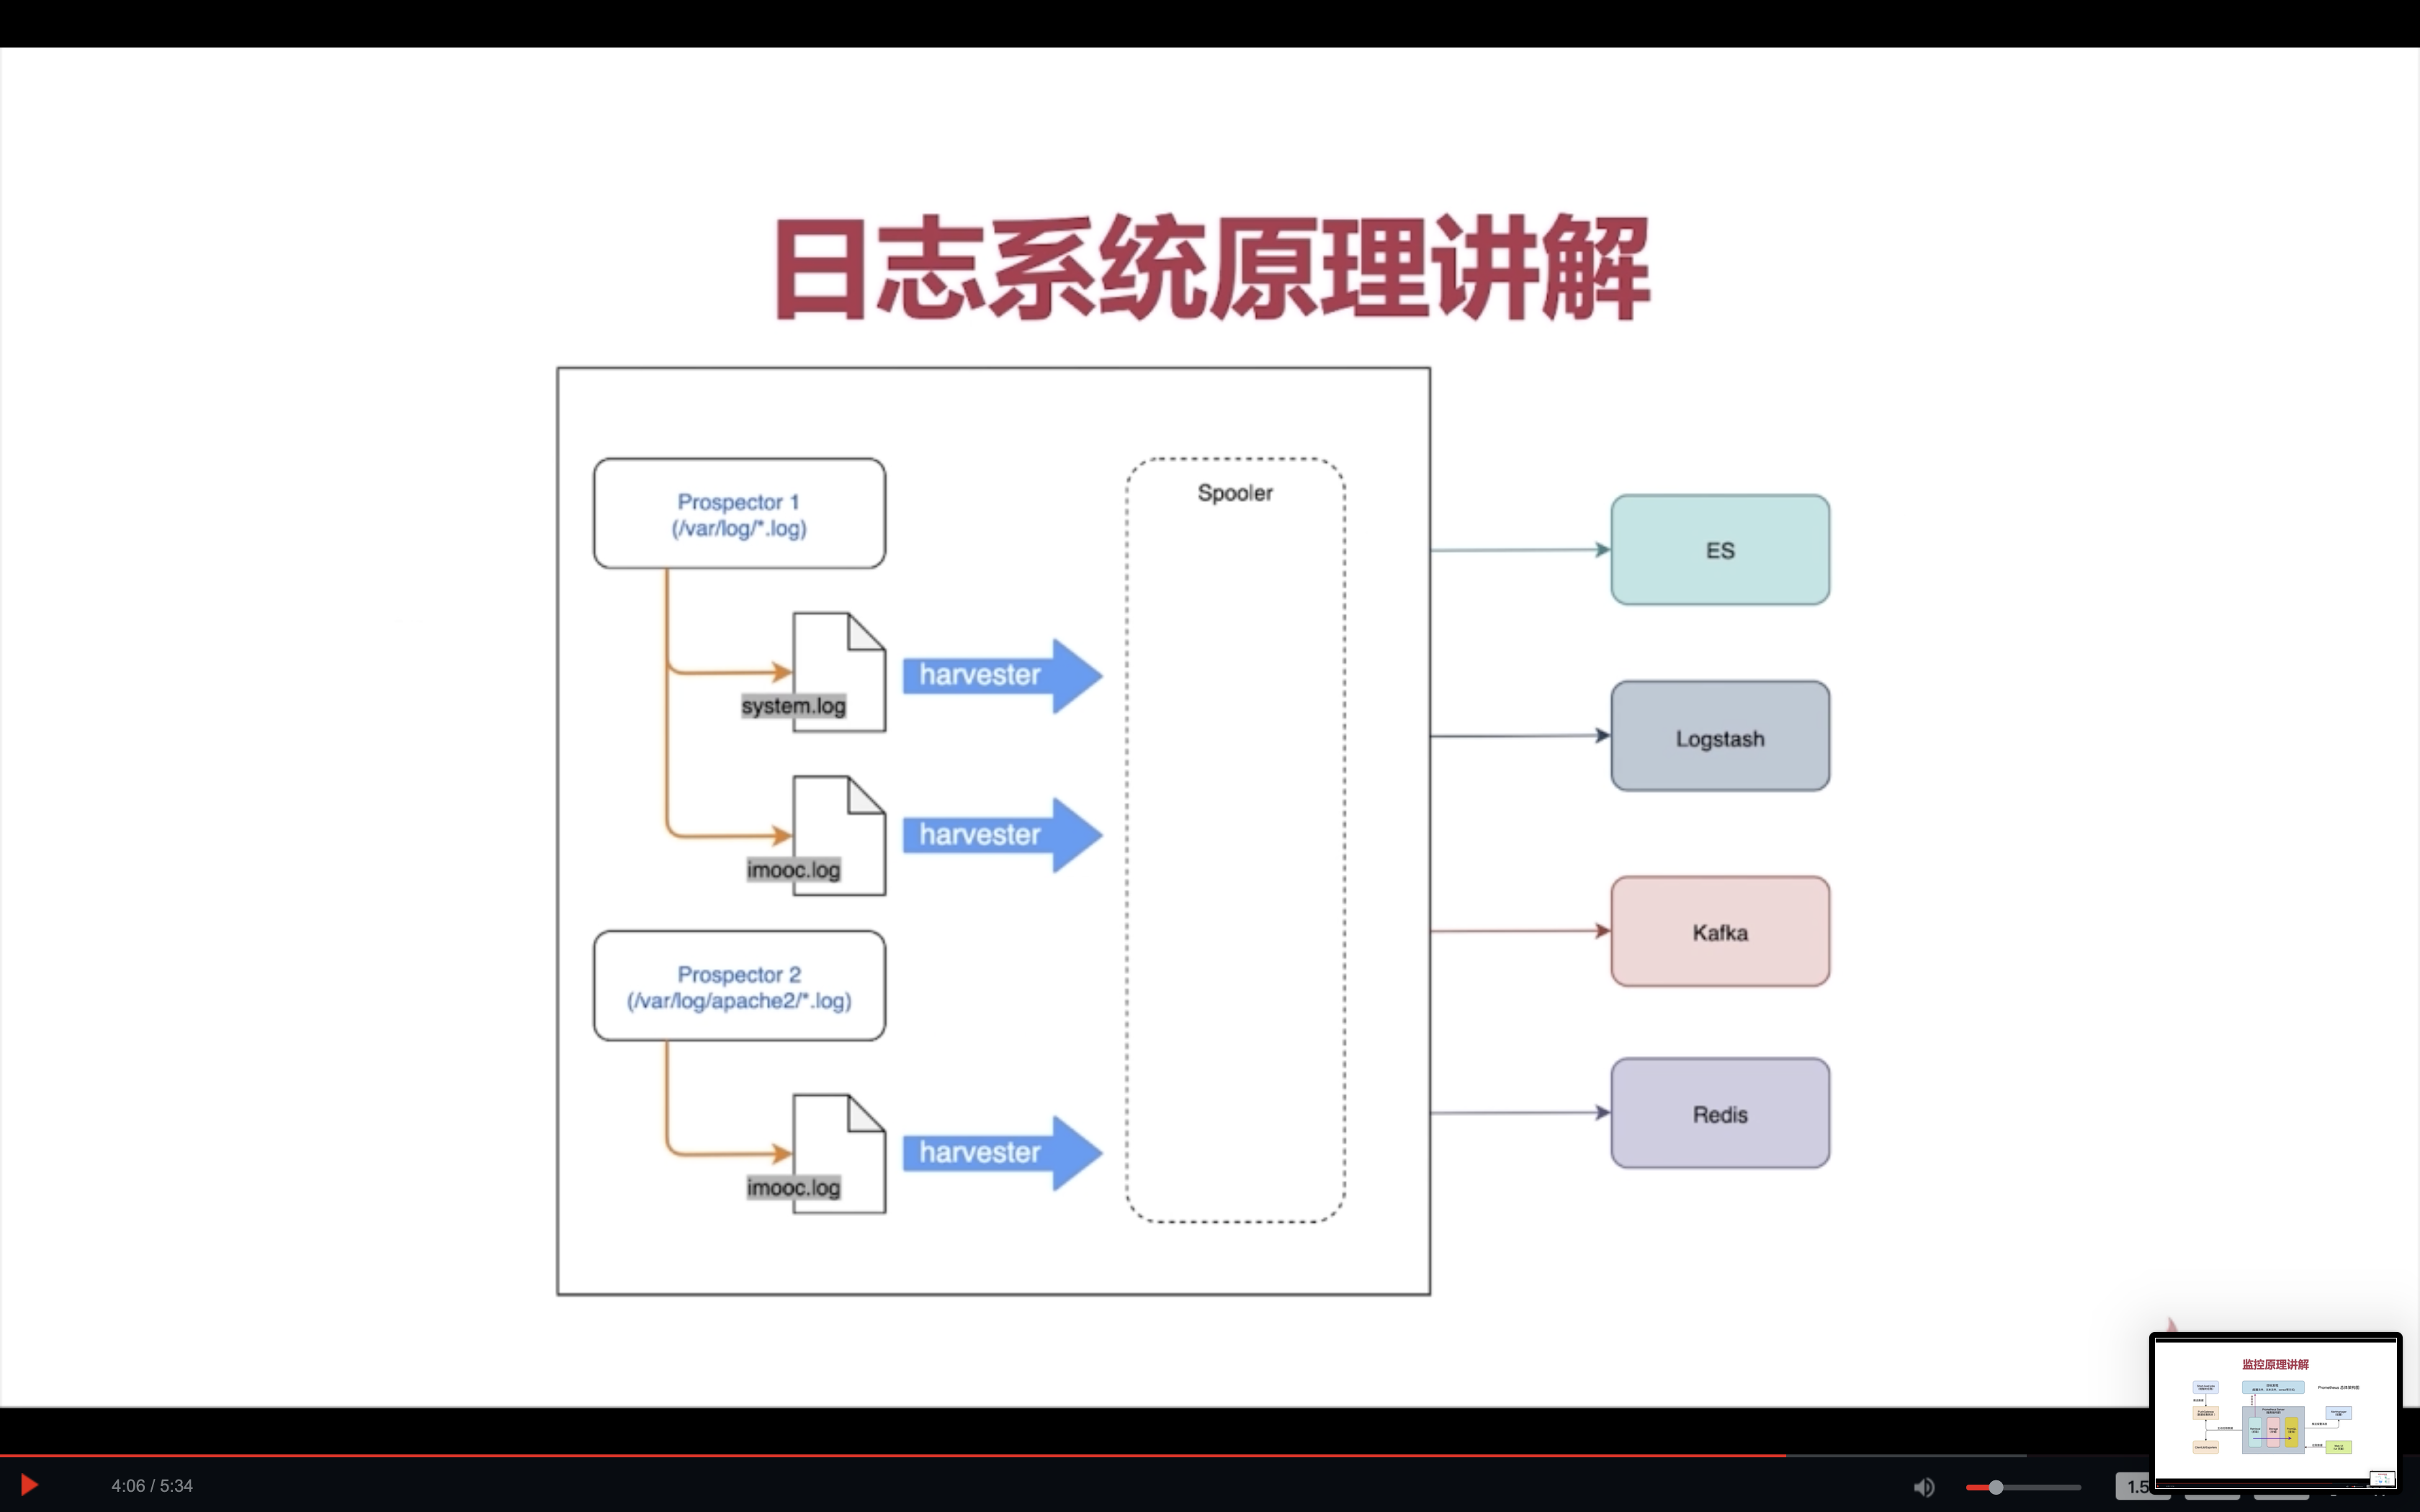 日志系统原理讲解
Prospector 1
(/var/log/*.log)
system.log
harvester
imooc.log
harvester
Prospector 2
(/var/log/apache2/*.log)
imooc.log
harvester
Spooler
ES
Logstash
Kafka
Redis
监控原理讲解
4:06 / 5:34
1.5